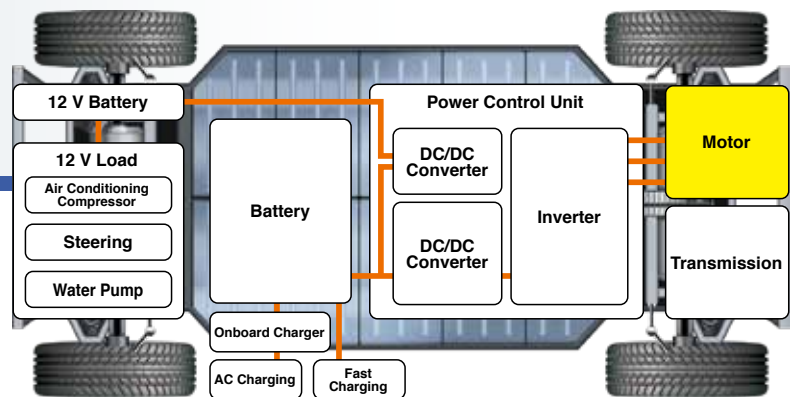 12 V Battery
12 V Load
Air Conditioning
Compressor
Steering
Water Pump
Battery
Onboard Charger
AC Charging
Fast
Charging
Power Control Unit
DC/DC
Converter
DC/DC
Converter
Inverter
Motor
Transmission